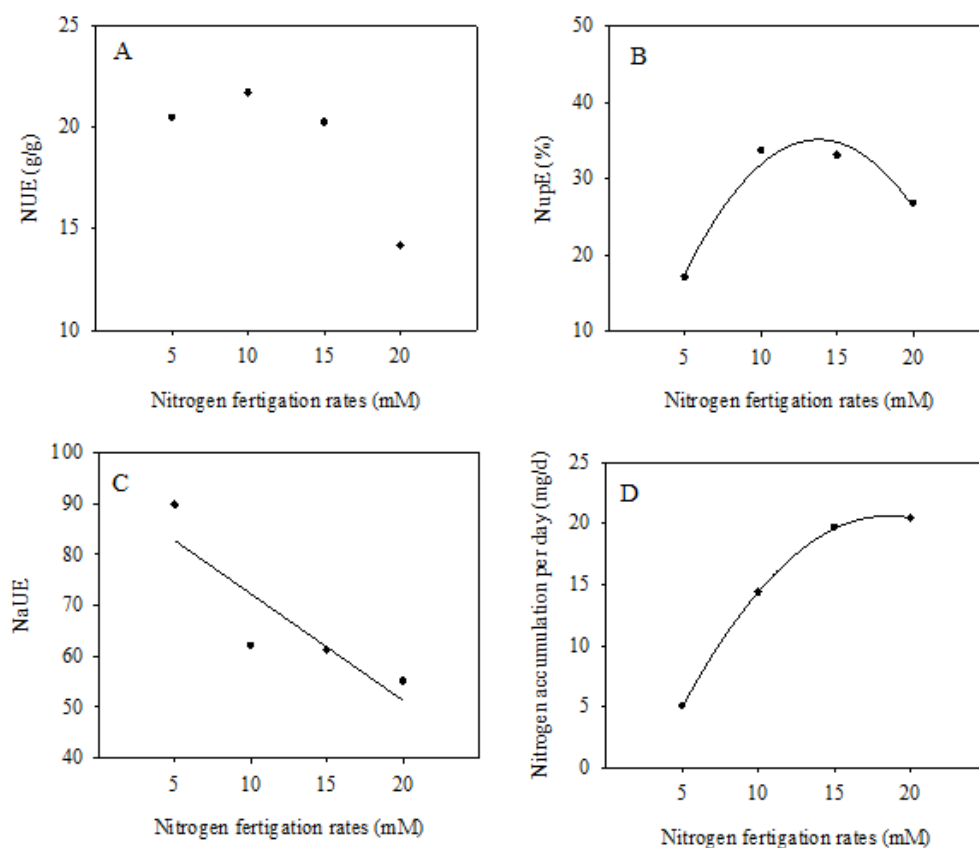 A
NUE (g/g)
25
20
15
10
5 10 15 20
Nitrogen fertigation rates (mM)
B
NupE (%)
50
40
30
20
10
5 10 15 20
Nitrogen fertigation rates (mM)
C
NaUE
100
90
80
70
60
50
40
5 10 15 20
Nitrogen fertigation rates (mM)
D
Nitrogen accumulation per day (mg/d)
25
20
15
10
5
0
5 10 15 20
Nitrogen fertigation rates (mM)